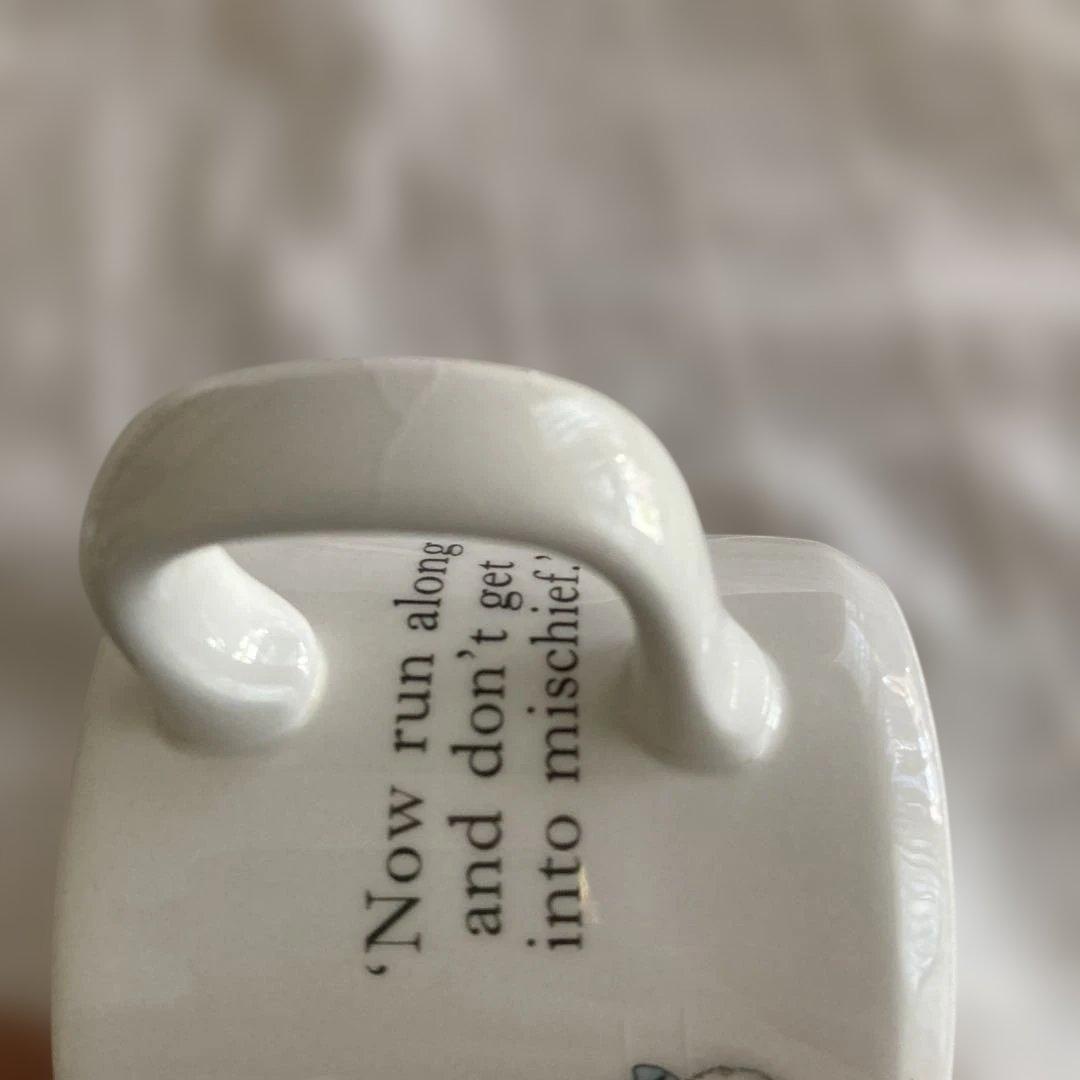 ‘Now run along
and don’t get
into mischief.’